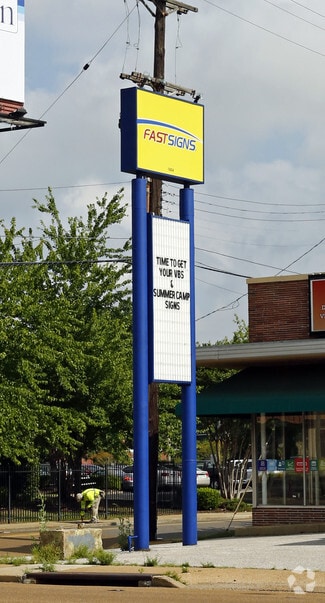 n
FASTSIGNS
TIME TO GET
YOUR VBS
&
SUMMER CAMP
SIGNS